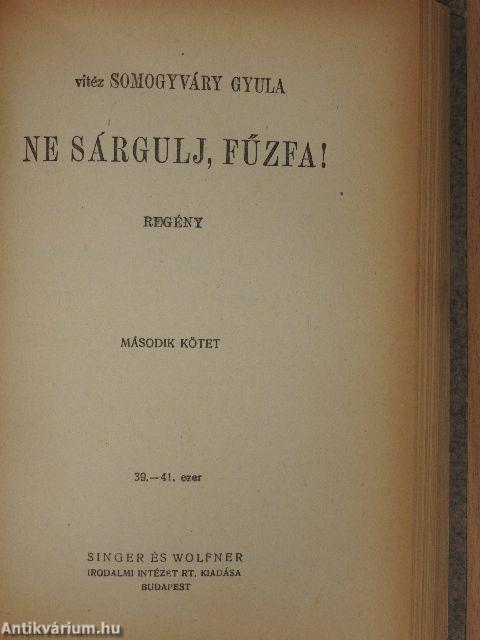 vitéz SOMOGYVÁRY GYULA
NE SÁRGULJ, FŰZFA!
REGÉNY
MÁSODIK KÖTET
39.—41. ezer
SINGER ÉS WOLFNER
IRODALMI INTÉZET RT. KIADÁSA
BUDAPEST
Antikvárium.hu